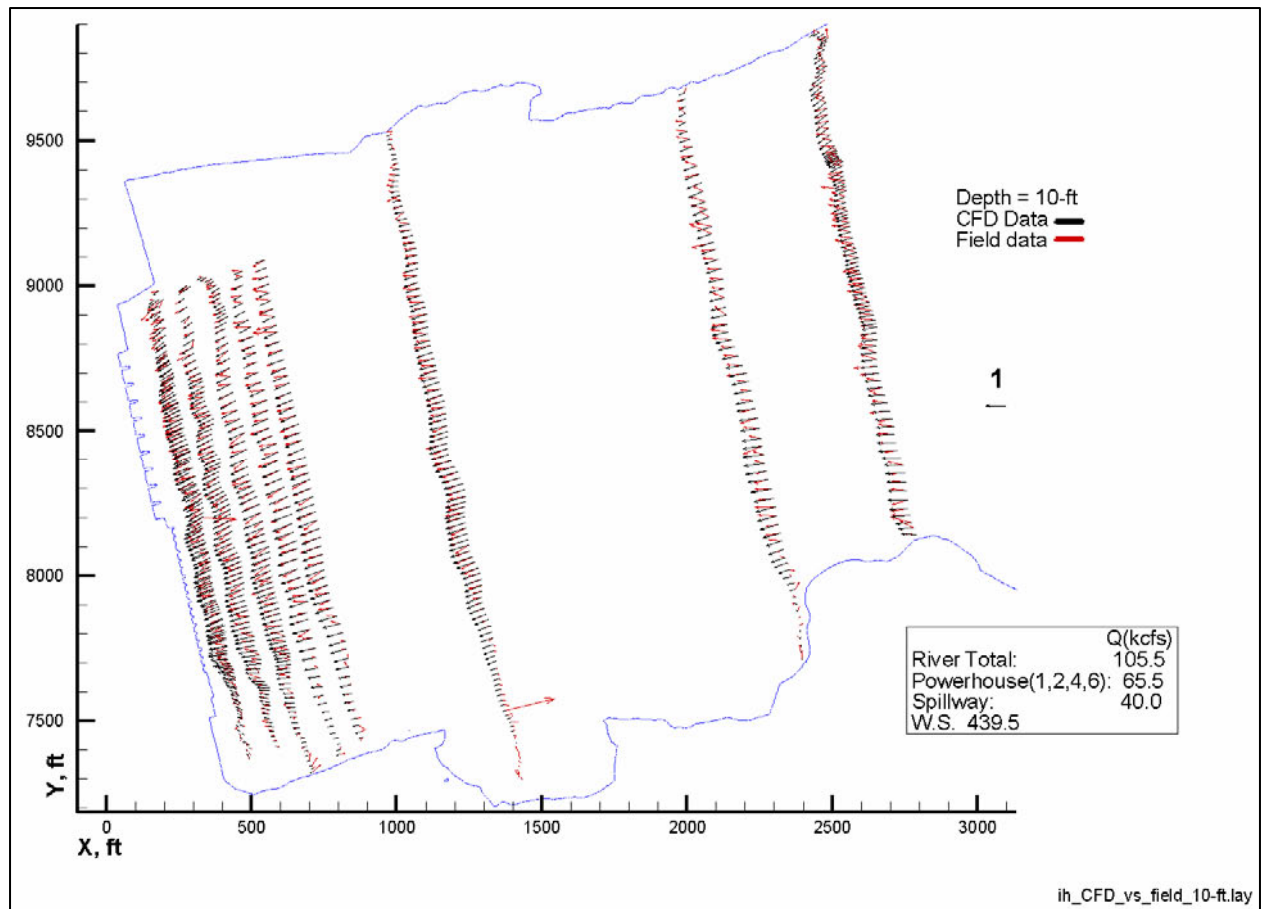 9500
9000
8500
8000
7500
Y, ft
0 500 1000 1500 2000 2500 3000
X, ft
Depth = 10-ft
CFD Data
Field data
1
Q(kcfs)
River Total: 105.5
Powerhouse(1,2,4,6): 65.5
Spillway: 40.0
W.S. 439.5
ih_CFD_vs_field_10-ft.lay